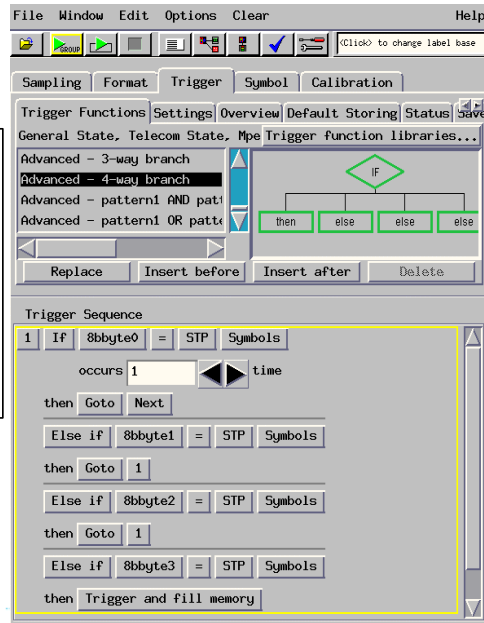 File Window Edit Options Clear Help
GROUP <Click> to change label base
Sampling Format Trigger Symbol Calibration
Trigger Functions Settings Overview Default Storing Status Save
General State, Telecom State, Mpe Trigger function libraries...
Advanced - 3-way branch
Advanced - 4-way branch
Advanced - pattern1 AND patt
Advanced - pattern1 OR patte
IF
then else else else
Replace Insert before Insert after Delete
Trigger Sequence
1 If 8bbyte0 = STP Symbols
occurs 1 time
then Goto Next
Else if 8bbyte1 = STP Symbols
then Goto 1
Else if 8bbyte2 = STP Symbols
then Goto 1
Else if 8bbyte3 = STP Symbols
then Trigger and fill memory